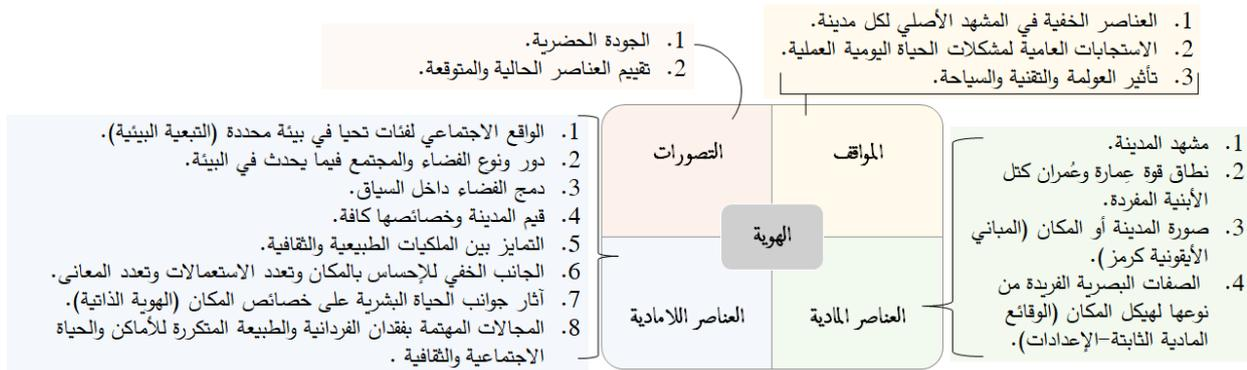 1. العناصر الخفية في المشهد الأصلي لكل مدينة.
2. الاستجابات العامية لمشكلات الحياة اليومية العملية.
3. تأثير العولمة والتقنية والسياحة.
1. الجودة الحضرية.
2. تقييم العناصر الحالية والمتوقعة.
المواقف
التصورات
الهوية
العناصر المادية
العناصر اللامادية
1. مشهد المدينة.
2. نطاق قوة عِمارة وعُمران كتل
الأبنية المفردة.
3. صورة المدينة أو المكان (المباني
الأيقونية كرمز).
4. الصفات البصرية الفريدة من
نوعها لهيكل المكان (الوقائع
المادية الثابتة-الإعدادات).
1. الواقع الاجتماعي لفئات تحيا في بيئة محددة (التبعية البيئية).
2. دور ونوع الفضاء والمجتمع فيما يحدث في البيئة.
3. دمج الفضاء داخل السياق.
4. قيم المدينة وخصائصها كافة.
5. التمايز بين الملكيات الطبيعية والثقافية.
6. الجانب الخفي للإحساس بالمكان وتعدد الاستعمالات وتعدد المعانى.
7. آثار جوانب الحياة البشرية على خصائص المكان (الهوية الذاتية).
8. المجالات المهتمة بفقدان الفردانية والطبيعة المتكررة للأماكن والحياة
الاجتماعية والثقافية .